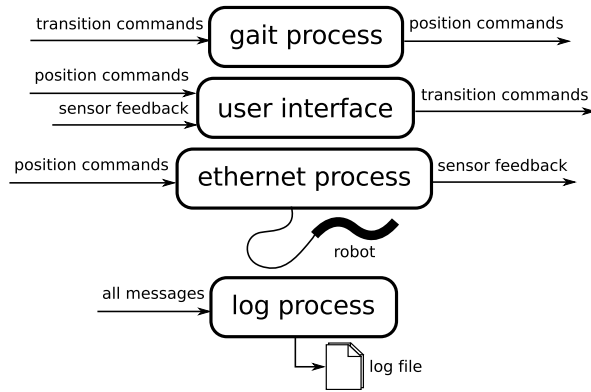 transition commands
gait process
position commands
position commands
sensor feedback
user interface
transition commands
position commands
ethernet process
sensor feedback
robot
all messages
log process
log file